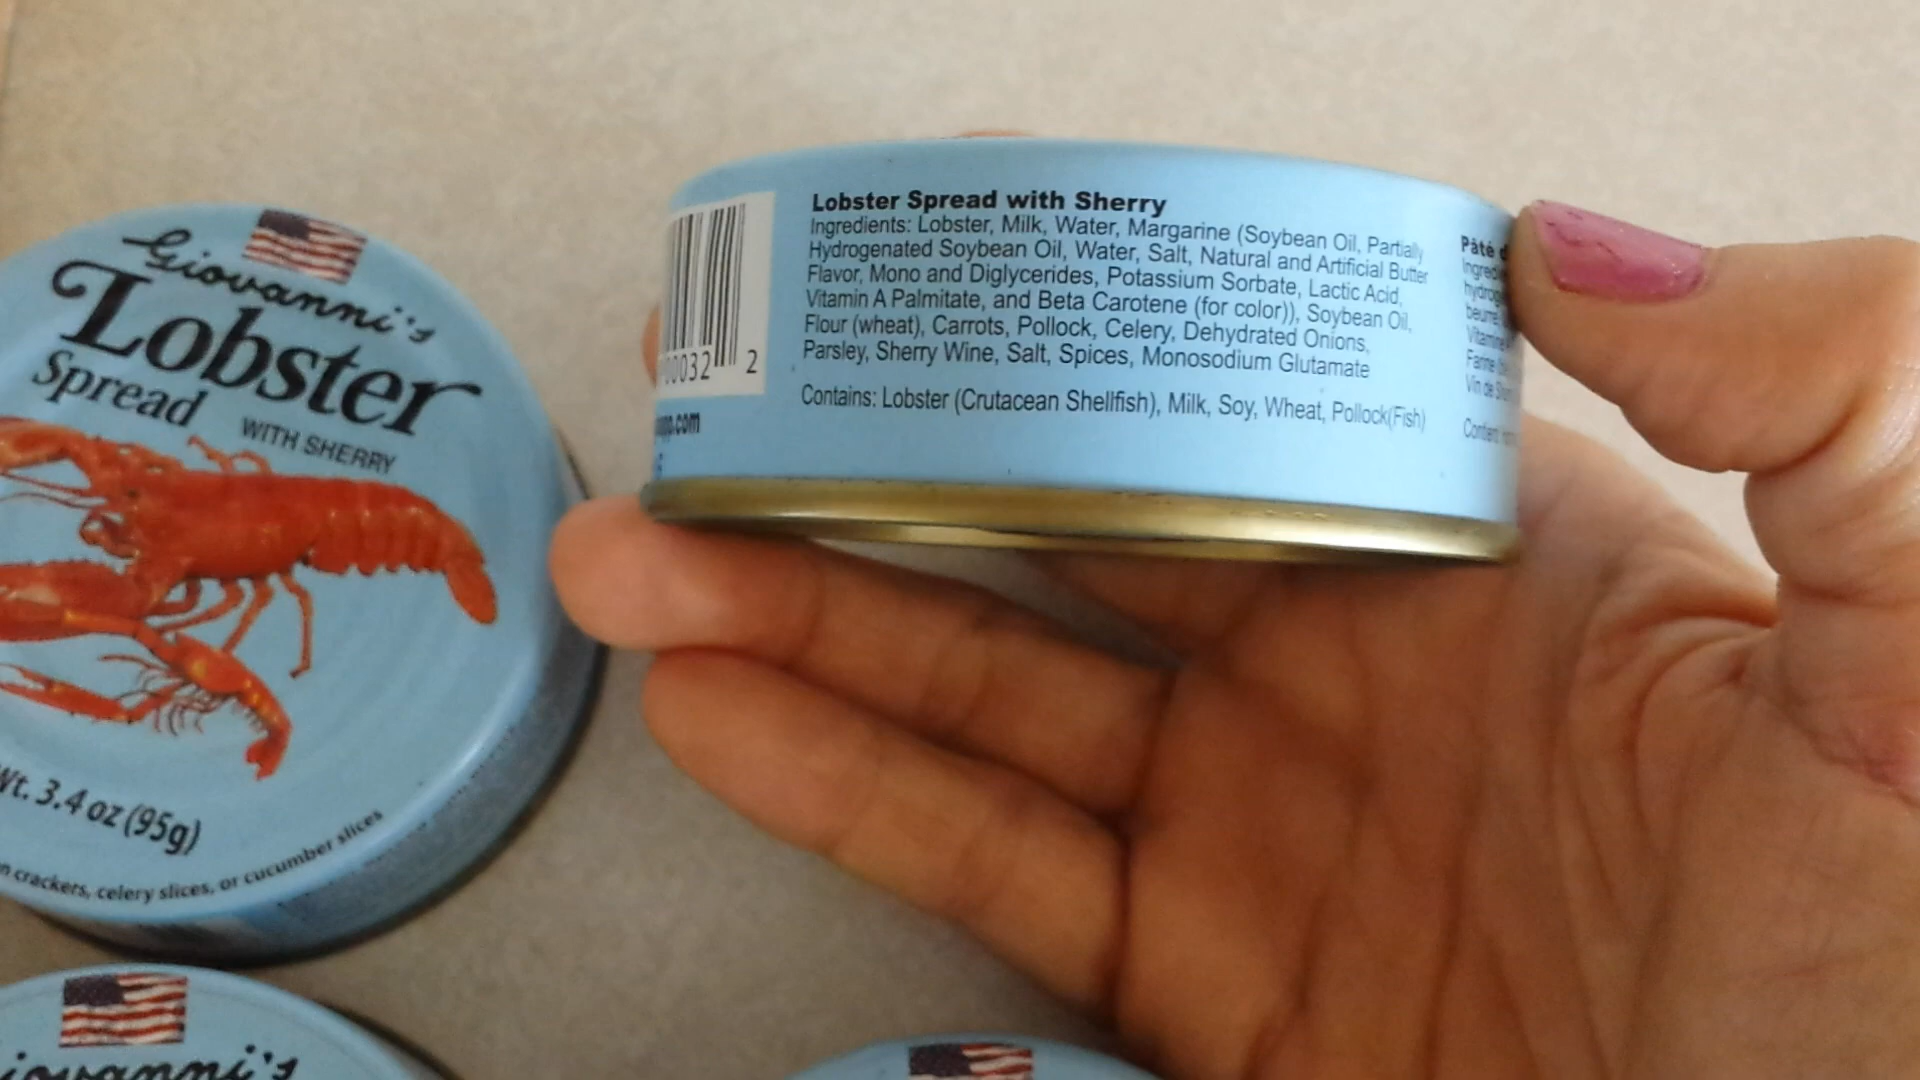 Giovanni's
Lobster
Spread
WITH SHERRY
Wt. 3.4 oz (95g)
crackers, celery slices, or cucumber slices
Lobster Spread with Sherry
Ingredients: Lobster, Milk, Water, Margarine (Soybean Oil, Partially
Hydrogenated Soybean Oil, Water, Salt, Natural and Artificial Butter
Flavor, Mono and Diglycerides, Potassium Sorbate, Lactic Acid,
Vitamin A Palmitate, and Beta Carotene (for color)), Soybean Oil,
Flour (wheat), Carrots, Pollock, Celery, Dehydrated Onions,
Parsley, Sherry Wine, Salt, Spices, Monosodium Glutamate
Contains: Lobster (Crutacean Shellfish), Milk, Soy, Wheat, Pollock(Fish)
00032 2
.com
Pâté
Vin de
iovanni's